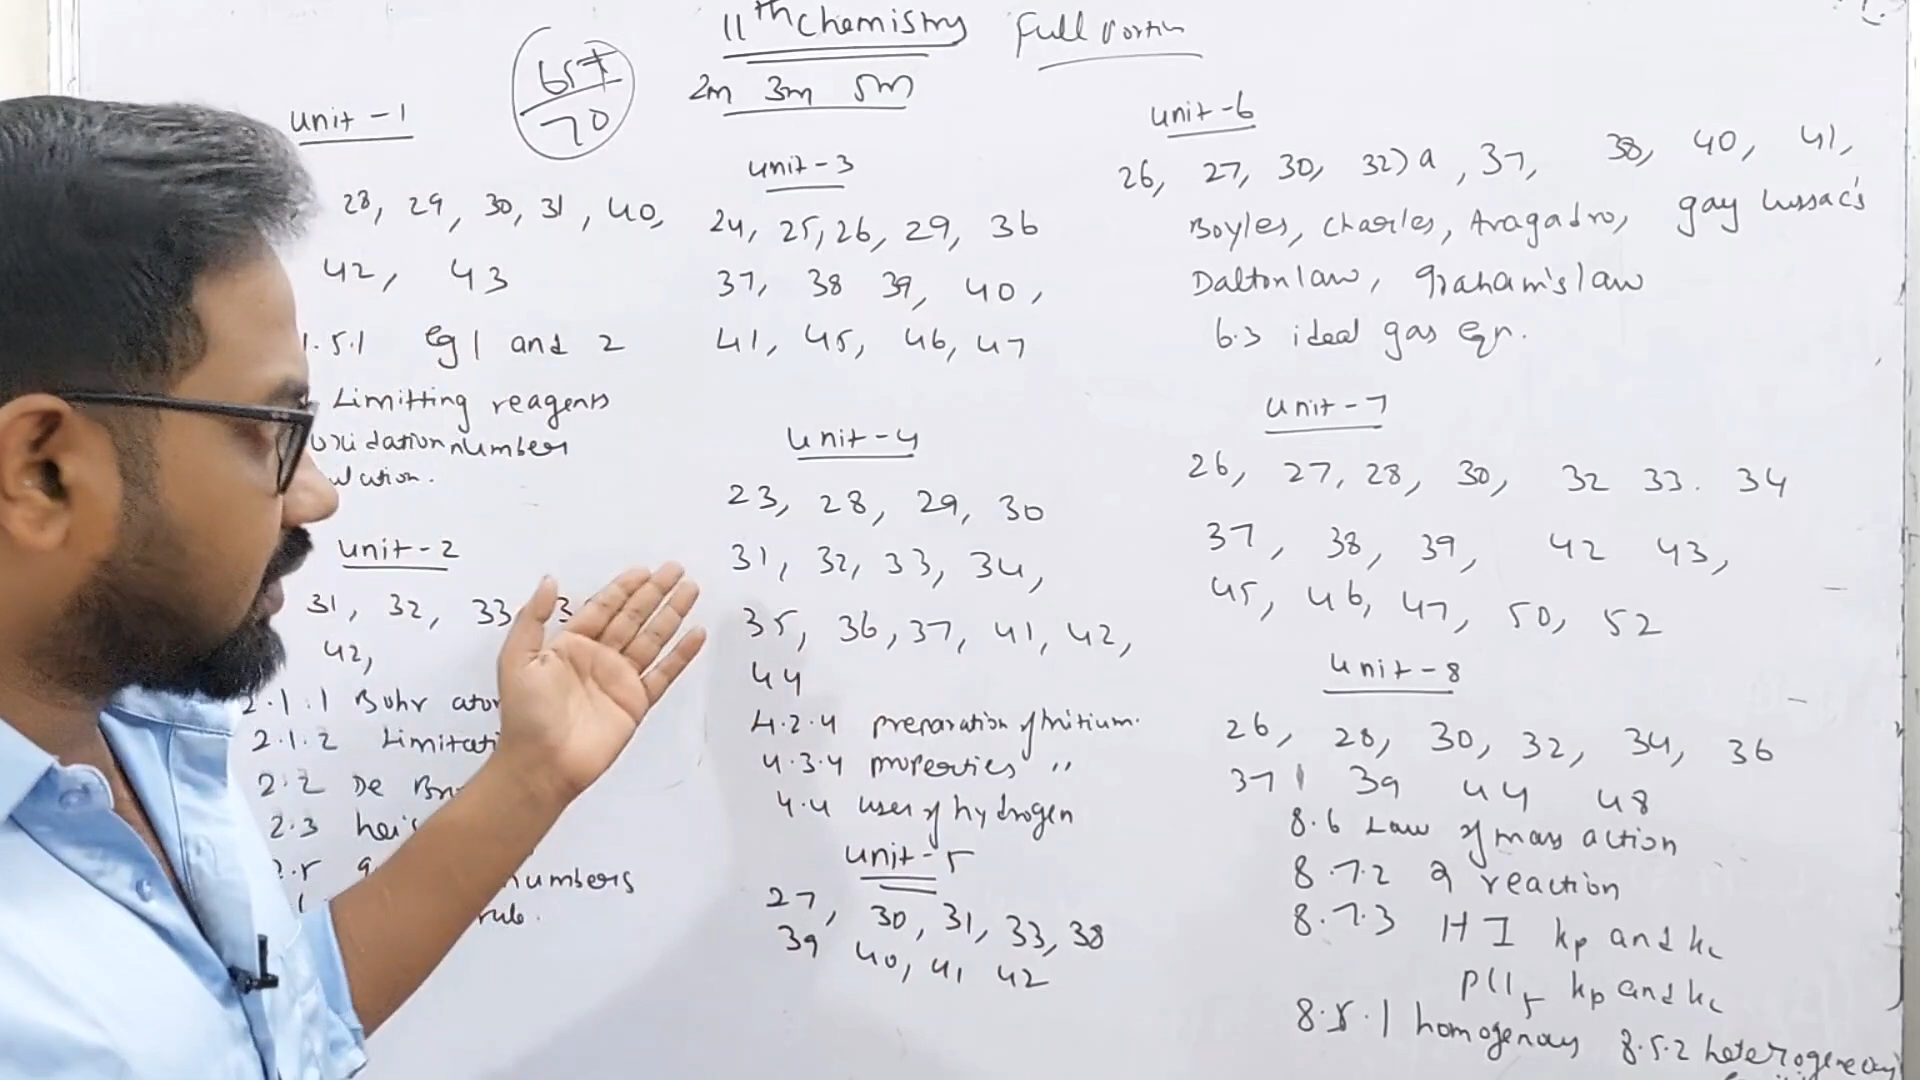 11th chemistry Full Portion
65+/70
2m 3m 5m
unit - 1
28, 29, 30, 31, 40,
42, 43
1.5.1 eg 1 and 2
Limitting reagents
oxidation number
unit - 2
31, 32, 33
42,
2.1.1 Bohr
2.1.2
2.2 De
2.3
numbers
rule.
unit - 3
24, 25, 26, 29, 36
37, 38 39, 40,
41, 45, 46, 47
unit - 4
23, 28, 29, 30
31, 32, 33, 34,
35, 36, 37, 41, 42,
44
4.2.4 preparation of tritium.
4.3.4 properties "
4.4 uses of hydrogen
unit - 5
27, 30, 31, 33, 38
39 40, 41 42
unit - 6
26, 27, 30, 32) a, 37, 38, 40, 41,
Boyles, charles, Avagadro, gay lussac's
Dalton law, graham's law
6.3 ideal gas eqn.
unit - 7
26, 27, 28, 30, 32 33. 34
37, 38, 39, 42 43,
45, 46, 47, 50, 52
unit - 8
26, 28, 30, 32, 34, 36
37 39 44 48
8.6 Law of mass action
8.7.2 Q reaction
8.7.3 HI kp and kc
PCl5 kp and kc
8.5.1 homogenous 8.5.2 heterogeneous